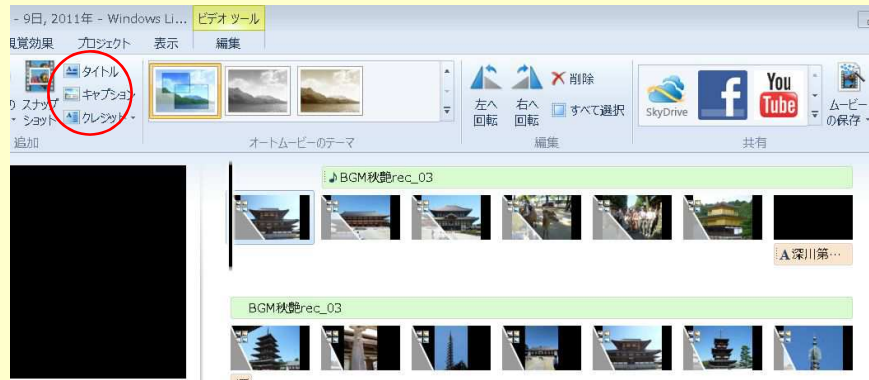 - 9日, 2011年 - Windows Li... ビデオ ツール
視覚効果 プロジェクト 表示 編集
タイトル
キャプション
クレジット
の スナップ
ショット
追加
オートムービーのテーマ
左へ
回転
右へ
回転
削除
すべて選択
編集
SkyDrive
f
You
Tube
ムービー
の保存
共有
BGM秋艶rec_03
A深川第…
BGM秋艶rec_03